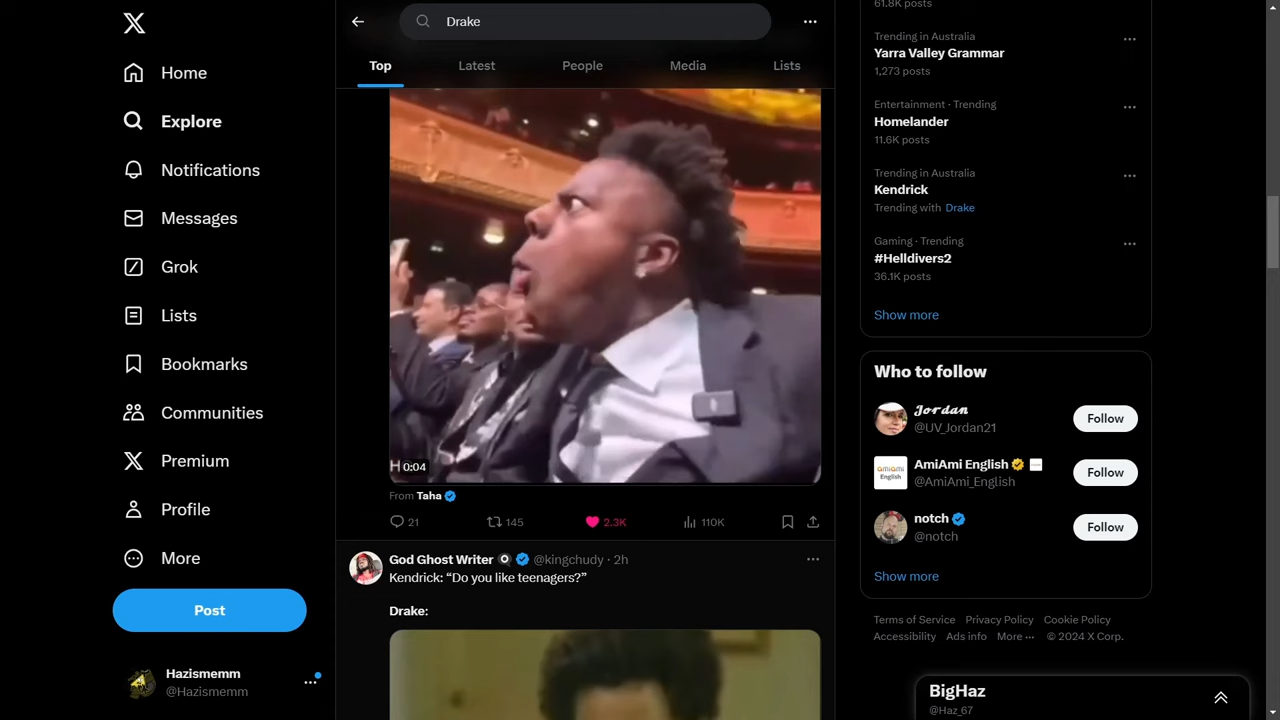 Home
Explore
Notifications
Messages
Grok
Lists
Bookmarks
Communities
Premium
Profile
More
Post
Hazismemm
@Hazismemm
Drake
Top
Latest
People
Media
Lists
H 0:04
From Taha
21
145
2.3K
110K
God Ghost Writer @kingchudy · 2h
Kendrick: “Do you like teenagers?”
Drake:
61.8K posts
Trending in Australia
Yarra Valley Grammar
1,273 posts
Entertainment · Trending
Homelander
11.6K posts
Trending in Australia
Kendrick
Trending with Drake
Gaming · Trending
#Helldivers2
36.1K posts
Show more
Who to follow
𝓙𝓸𝓻𝓭𝓪𝓷
@UV_Jordan21
Follow
amiami
English
AmiAmi English
@AmiAmi_English
Follow
notch
@notch
Follow
Show more
Terms of Service Privacy Policy Cookie Policy
Accessibility Ads info More ··· © 2024 X Corp.
BigHaz
@Haz_67